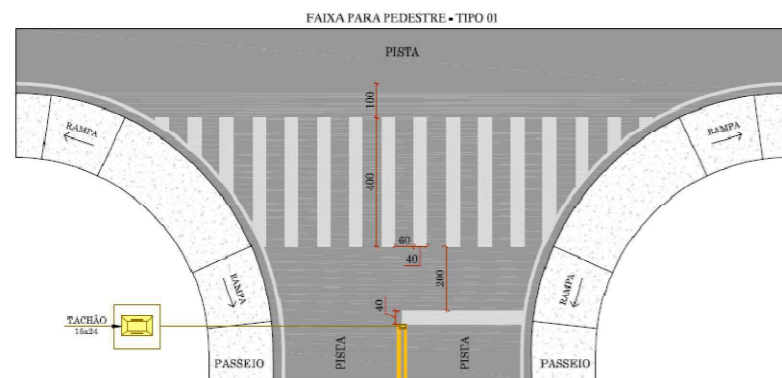 FAIXA PARA PEDESTRE - TIPO 01
PISTA
100
RAMPA
RAMPA
400
60
40
200
RAMPA
RAMPA
40
TACHÃO
15x24
PASSEIO
PISTA
PISTA
PASSEIO